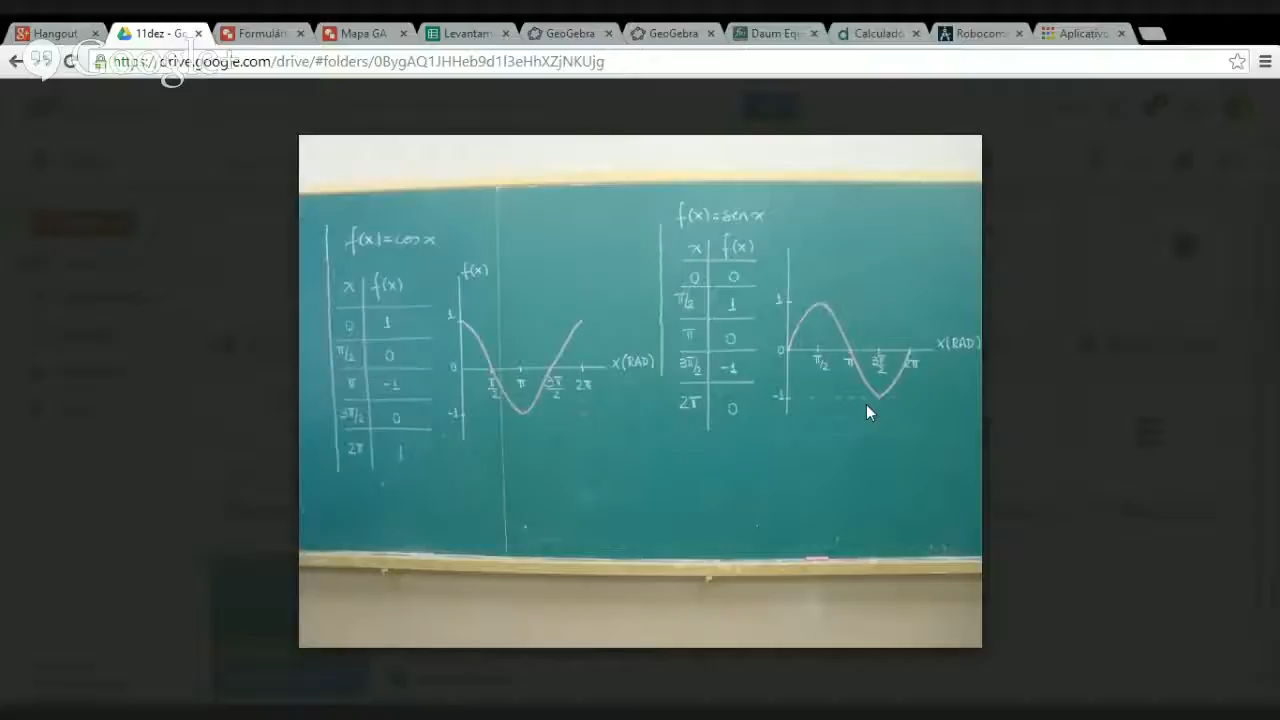 Hangout
11dez - Go
Formulár
Mapa GA
Levantam
GeoGebra
GeoGebra
Daum Equ
Calculado
Robocom
Aplicativo
https://drive.google.com/drive/#folders/0BygAQ1JHHeb9d1I3eHhXZjNKUjg
Google+
f(x)=cos x
x f(x)
0 1
π/2 0
π -1
3π/2 0
2π 1
f(x)
1
0
-1
π/2 π 3π/2 2π
x(RAD)
f(x)=sen x
x f(x)
0 0
π/2 1
π 0
3π/2 -1
2π 0
1
0
-1
π/2 π 3π/2 2π
x(RAD)